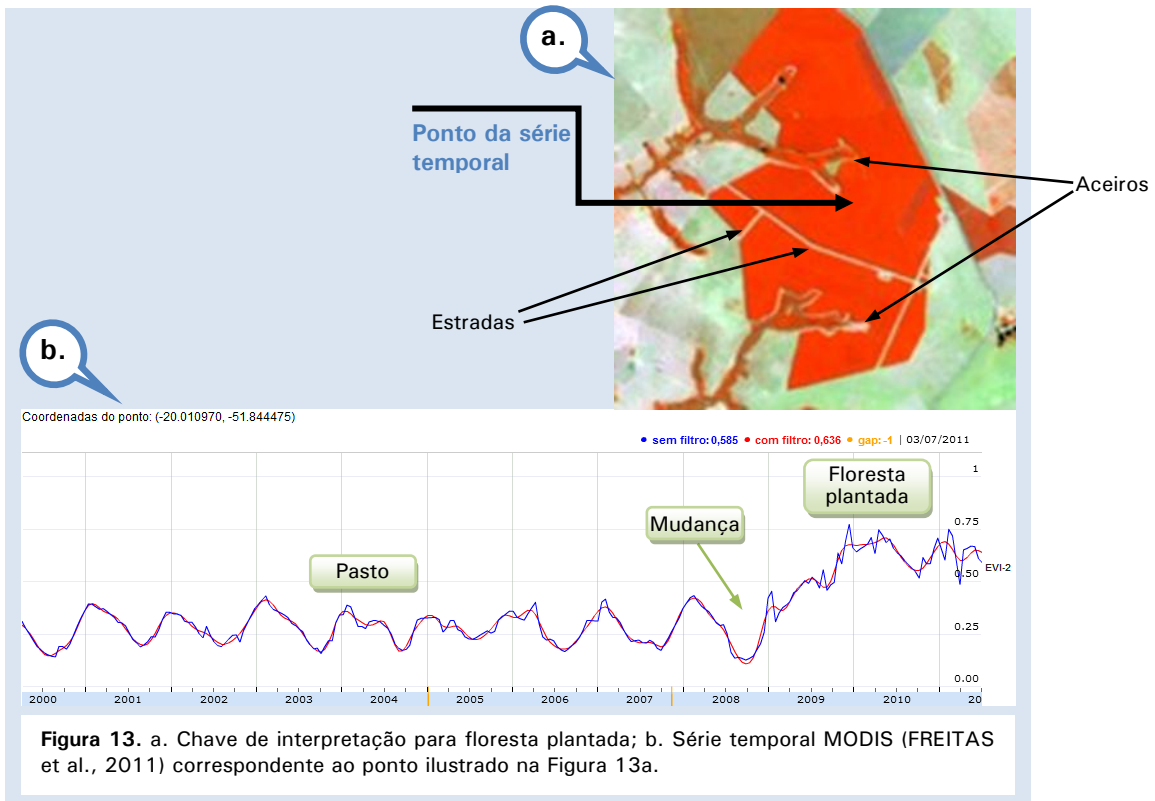 a.
Ponto da série
temporal
Aceiros
Estradas
b.
Coordenadas do ponto: (-20.010970, -51.844475)
• sem filtro: 0,585 • com filtro: 0,636 • gap: -1 | 03/07/2011
1
Floresta
plantada
Mudança
0.75
Pasto
0.50
EVI-2
0.25
0.00
2000 2001 2002 2003 2004 2005 2006 2007 2008 2009 2010 20
Figura 13. a. Chave de interpretação para floresta plantada; b. Série temporal MODIS (FREITAS
et al., 2011) correspondente ao ponto ilustrado na Figura 13a.